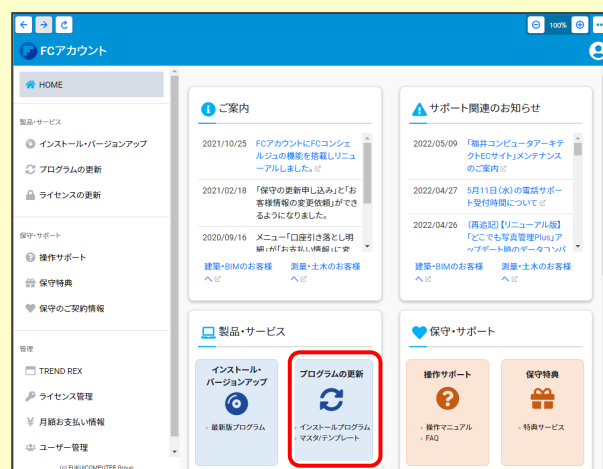 100%
FCアカウント
HOME
製品・サービス
インストール・バージョンアップ
プログラムの更新
ライセンスの更新
保守・サポート
操作サポート
保守特典
保守のご契約情報
管理
TREND REX
ライセンス管理
月額お支払い情報
ユーザー管理
(c) FUKUICOMPUTER Group
ご案内
2021/10/25 FCアカウントにFCコンシェ
ルジュの機能を搭載しリニュ
ーアルしました。
2021/02/18 「保守の更新申し込み」と「お
客様情報の変更依頼」ができ
るようになりました。
2020/09/16 メニュー「口座引き落とし明
細」が「お支払い情報」に変
建築・BIMのお客様
へ
測量・土木のお客様
へ
サポート関連のお知らせ
2022/05/09 「福井コンピュータアーキテ
クトECサイト」メンテナンス
のご案内
2022/04/27 5月11日(水)の電話サポー
ト受付時間について
2022/04/26 (再追記)【リニューアル版】
「どこでも写真管理Plus」ア
ップデート時のデータコンバ
建築・BIMのお客様
へ
測量・土木のお客様
へ
製品・サービス
インストール・
バージョンアップ
・最新版プログラム
プログラムの更新
・インストールプログラム
・マスタ/テンプレート
保守・サポート
操作サポート
・操作マニュアル
・FAQ
保守特典
・特典サービス